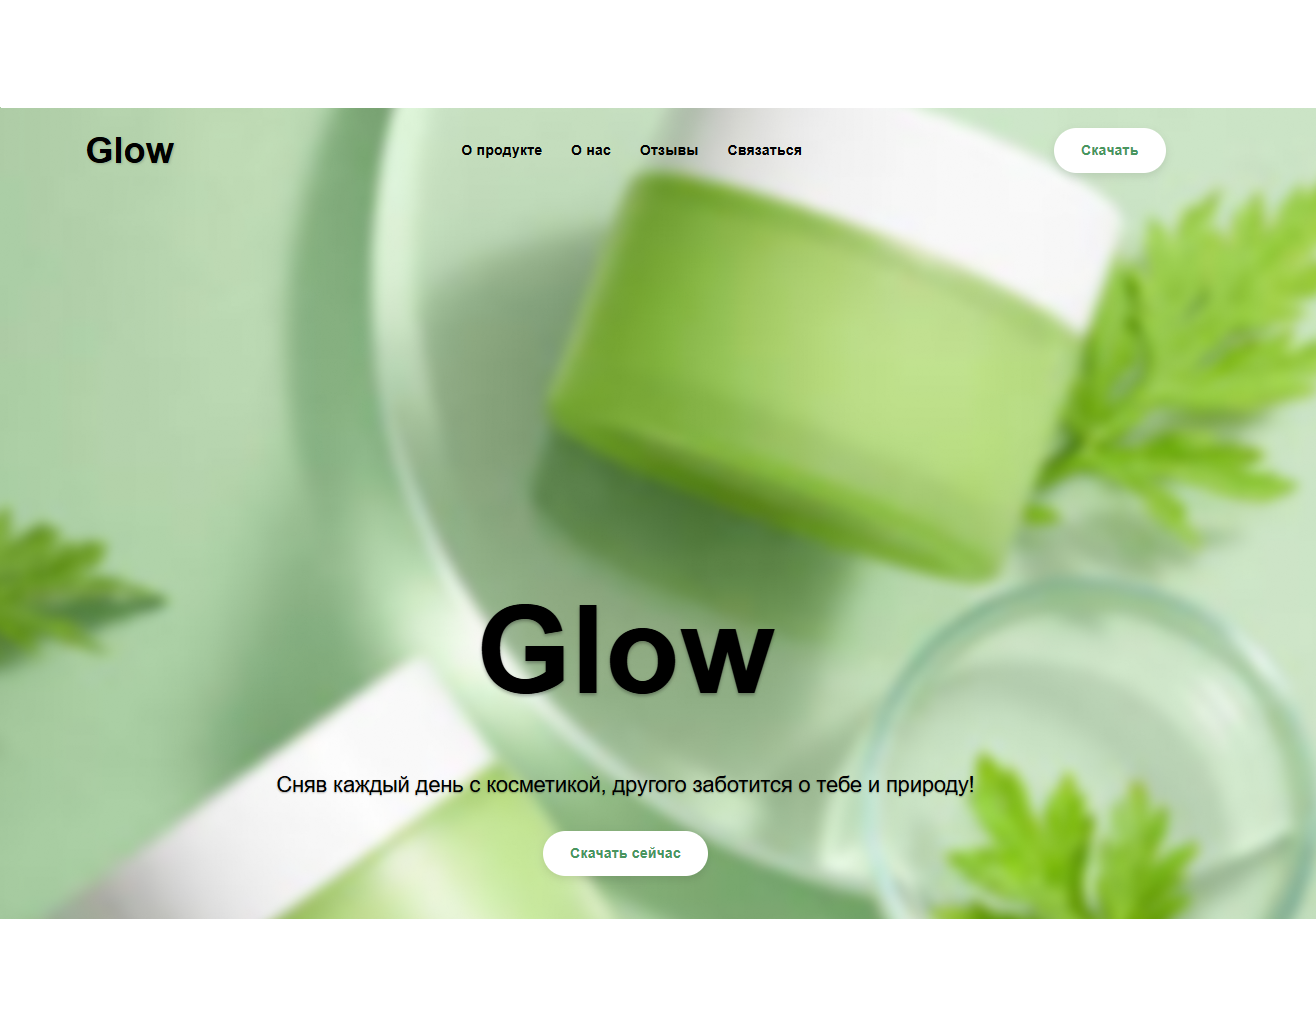 Glow
О продукте
О нас
Отзывы
Связаться
Скачать
Glow
Сняв каждый день с косметикой, другого заботится о тебе и природу!
Скачать сейчас